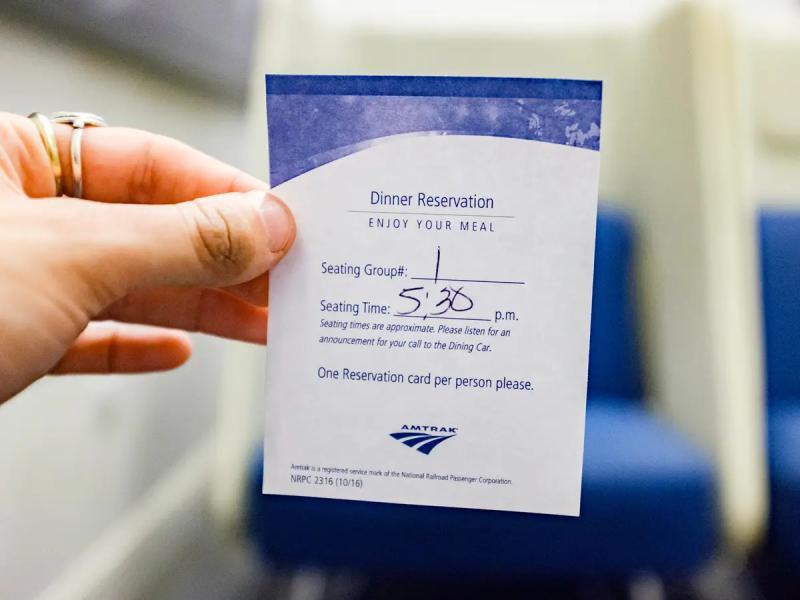 Dinner Reservation
ENJOY YOUR MEAL
Seating Group#: 1
Seating Time: 5:30 p.m.
Seating times are approximate. Please listen for an
announcement for your call to the Dining Car.
One Reservation card per person please.
AMTRAK
Amtrak is a registered service mark of the National Railroad Passenger Corporation.
NRPC 2316 (10/16)